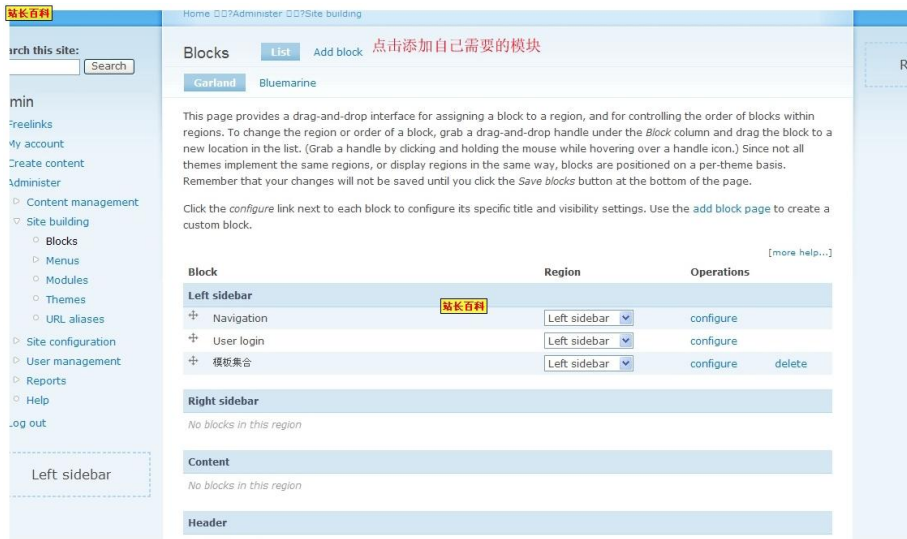 站长百科
Home □□?Administer □□?Site building
arch this site:
Search
min
Freelinks
My account
Create content
Administer
Content management
Site building
Blocks
Menus
Modules
Themes
URL aliases
Site configuration
User management
Reports
Help
Log out
Left sidebar
Blocks List Add block 点击添加自己需要的模块
Garland Bluemarine
This page provides a drag-and-drop interface for assigning a block to a region, and for controlling the order of blocks within
regions. To change the region or order of a block, grab a drag-and-drop handle under the Block column and drag the block to a
new location in the list. (Grab a handle by clicking and holding the mouse while hovering over a handle icon.) Since not all
themes implement the same regions, or display regions in the same way, blocks are positioned on a per-theme basis.
Remember that your changes will not be saved until you click the Save blocks button at the bottom of the page.
Click the configure link next to each block to configure its specific title and visibility settings. Use the add block page to create a
custom block.
[more help...]
Block Region Operations
Left sidebar
站长百科
Navigation Left sidebar configure
User login Left sidebar configure
模板集合 Left sidebar configure delete
Right sidebar
No blocks in this region
Content
No blocks in this region
Header
R